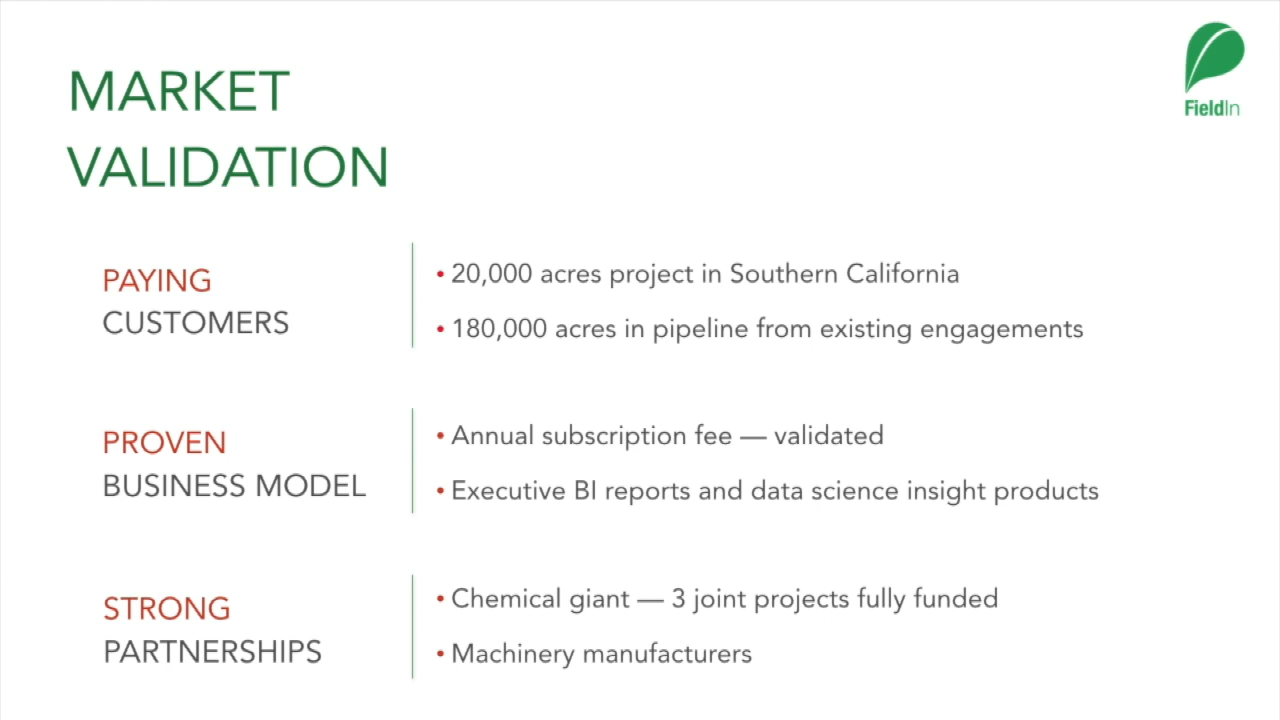 MARKET
VALIDATION
FieldIn
PAYING
CUSTOMERS
• 20,000 acres project in Southern California
• 180,000 acres in pipeline from existing engagements
PROVEN
BUSINESS MODEL
• Annual subscription fee — validated
• Executive BI reports and data science insight products
STRONG
PARTNERSHIPS
• Chemical giant — 3 joint projects fully funded
• Machinery manufacturers